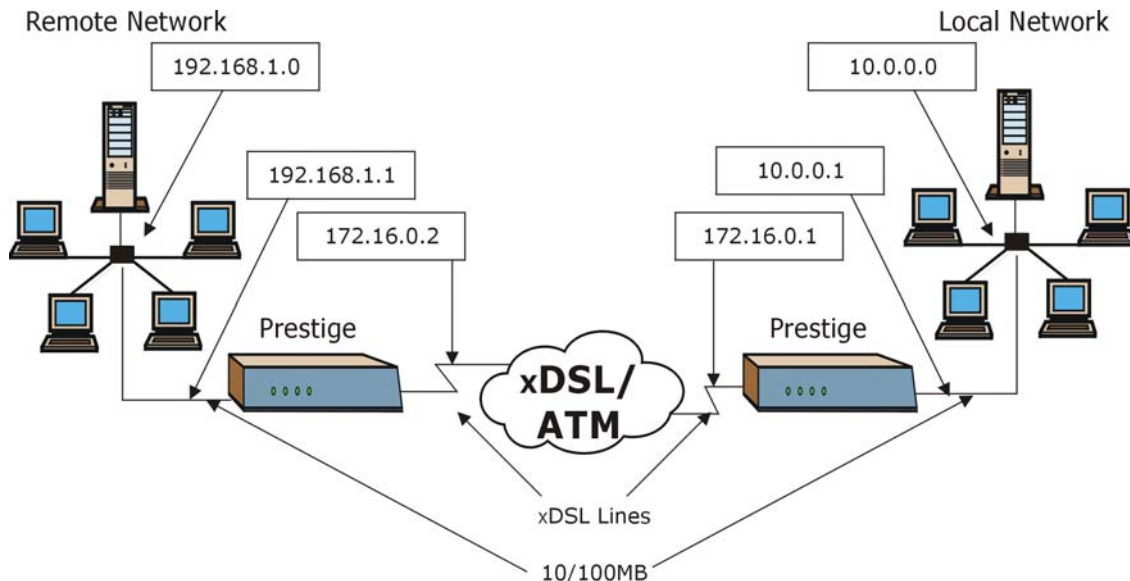 Remote Network
Local Network
192.168.1.0
10.0.0.0
192.168.1.1
10.0.0.1
172.16.0.2
172.16.0.1
Prestige
Prestige
xDSL/
ATM
xDSL Lines
10/100MB